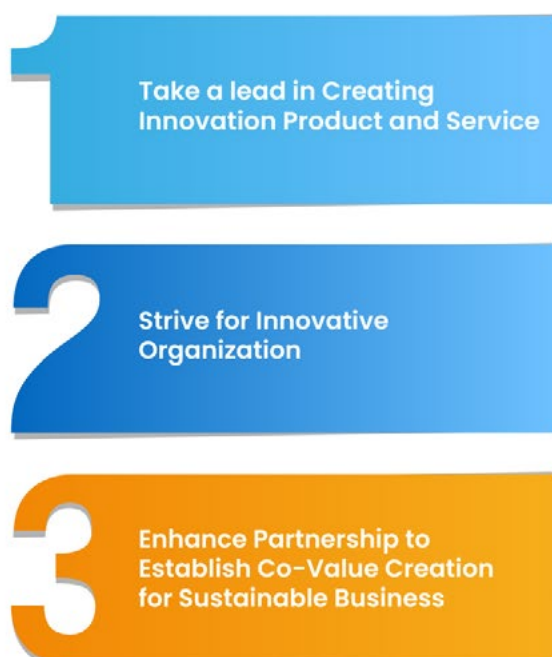 1
Take a lead in Creating
Innovation Product and Service
2
Strive for Innovative
Organization
3
Enhance Partnership to
Establish Co-Value Creation
for Sustainable Business